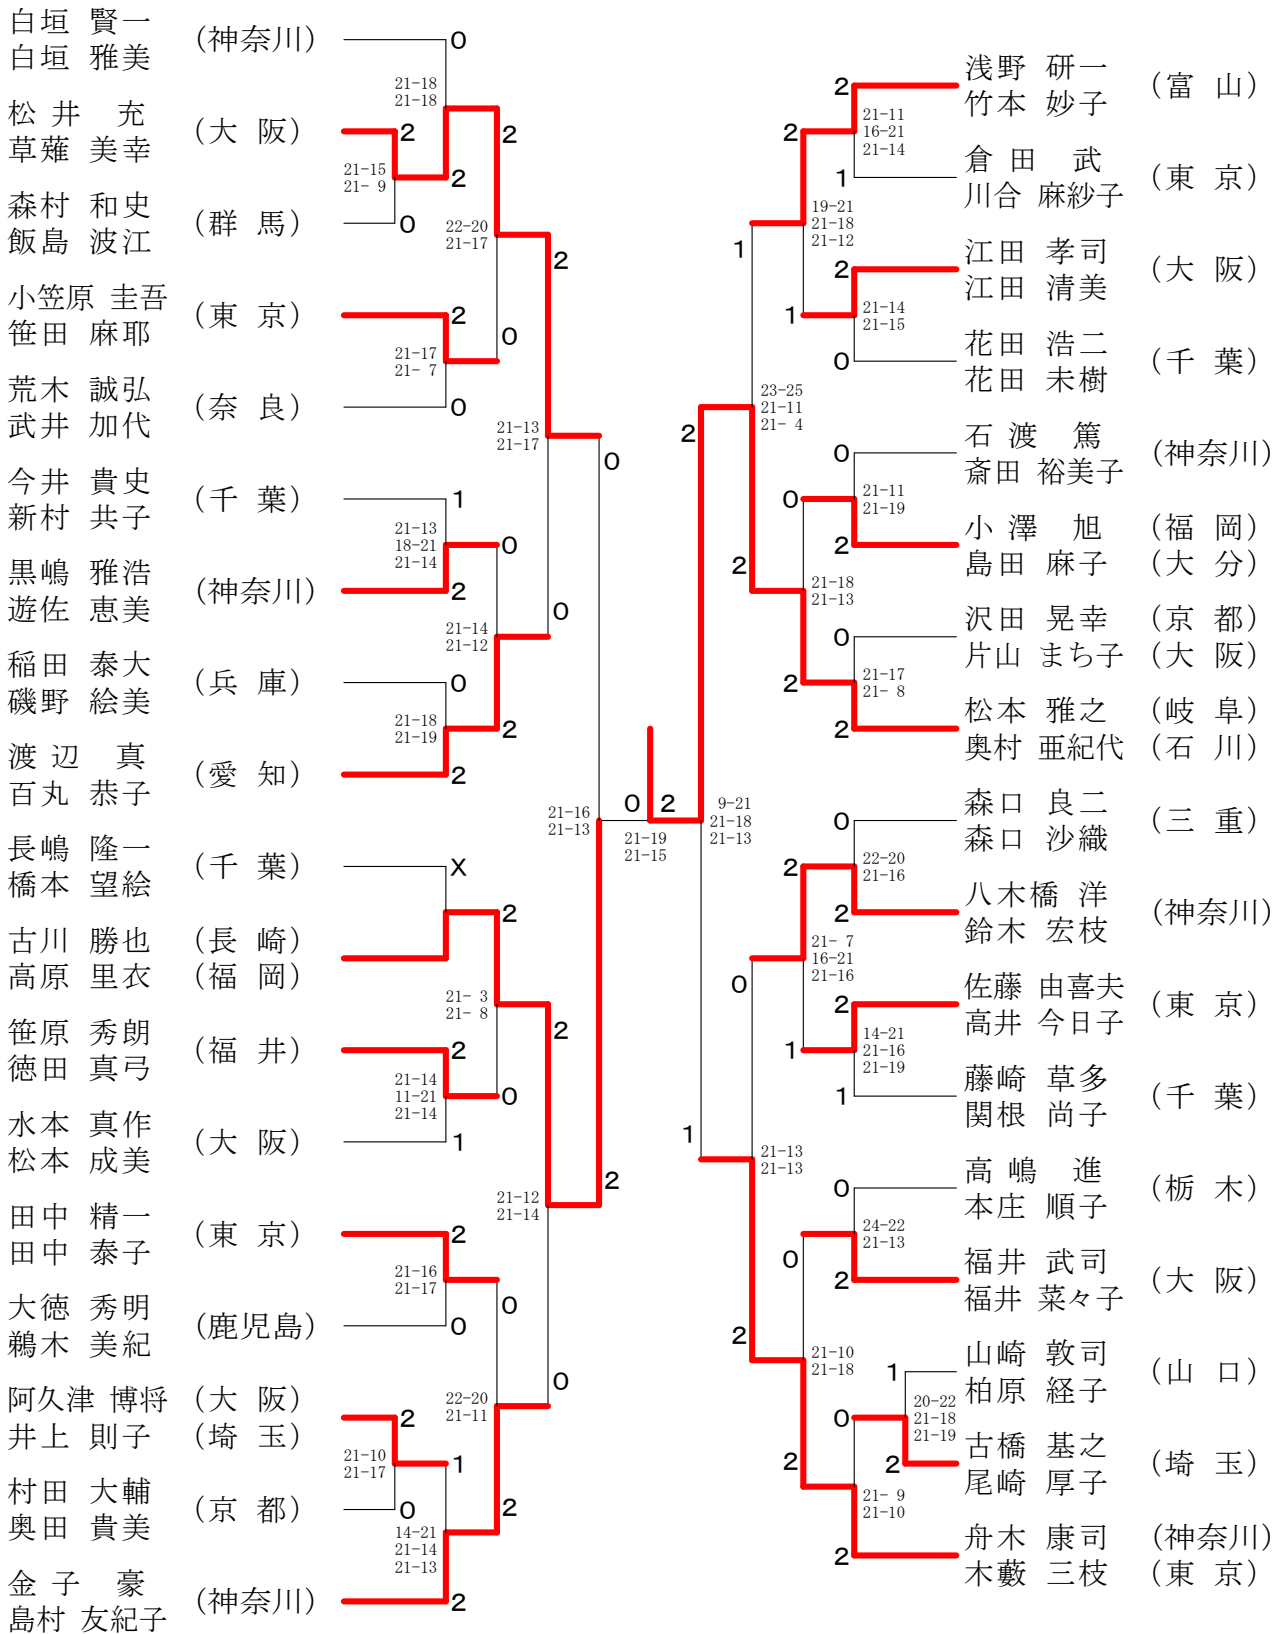 白垣 賢一
白垣 雅美
(神奈川)
0
21-18
21-18
松井 充
草薙 美幸
(大 阪)
2
21-15
21- 9
2
2
森村 和史
飯島 波江
(群 馬)
0
22-20
21-17
2
小笠原 圭吾
笹田 麻耶
(東 京)
2
21-17
21- 7
0
荒木 誠弘
武井 加代
(奈 良)
0
21-13
21-17
0
今井 貴史
新村 共子
(千 葉)
1
21-13
18-21
21-14
0
黒嶋 雅浩
遊佐 恵美
(神奈川)
2
21-14
21-12
0
稲田 泰大
磯野 絵美
(兵 庫)
0
21-18
21-19
2
渡辺 真
百丸 恭子
(愛 知)
2
21-16
21-13
長嶋 隆一
橋本 望絵
(千 葉)
X
2
古川 勝也
高原 里衣
(長 崎)
(福 岡)
21- 3
21- 8
2
笹原 秀朗
徳田 真弓
(福 井)
2
21-14
11-21
21-14
0
水本 真作
松本 成美
(大 阪)
1
21-12
21-14
2
田中 精一
田中 泰子
(東 京)
2
21-16
21-17
0
大徳 秀明
鵜木 美紀
(鹿児島)
0
22-20
21-11
0
阿久津 博将
井上 則子
(大 阪)
(埼 玉)
2
21-10
21-17
1
村田 大輔
奥田 貴美
(京 都)
0
14-21
21-14
21-13
2
金子 豪
島村 友紀子
(神奈川)
2
0
2
21-19
21-15
浅野 研一
竹本 妙子
(富 山)
2
21-11
16-21
21-14
2
倉田 武
川合 麻紗子
(東 京)
1
19-21
21-18
21-12
1
江田 孝司
江田 清美
(大 阪)
2
21-14
21-15
1
花田 浩二
花田 未樹
(千 葉)
0
23-25
21-11
21- 4
2
石渡 篤
斎田 裕美子
(神奈川)
0
21-11
21-19
0
小澤 旭
島田 麻子
(福 岡)
(大 分)
2
21-18
21-13
2
沢田 晃幸
片山 まち子
(京 都)
(大 阪)
0
21-17
21- 8
2
松本 雅之
奥村 亜紀代
(岐 阜)
(石 川)
2
9-21
21-18
21-13
森口 良二
森口 沙織
(三 重)
0
22-20
21-16
2
八木橋 洋
鈴木 宏枝
(神奈川)
2
21- 7
16-21
21-16
0
佐藤 由喜夫
高井 今日子
(東 京)
2
14-21
21-16
21-19
1
藤崎 草多
関根 尚子
(千 葉)
1
21-13
21-13
1
高嶋 進
本庄 順子
(栃 木)
0
24-22
21-13
0
福井 武司
福井 菜々子
(大 阪)
2
21-10
21-18
2
山崎 敦司
柏原 経子
(山 口)
1
20-22
21-18
21-19
0
古橋 基之
尾崎 厚子
(埼 玉)
2
21- 9
21-10
2
舟木 康司
木藪 三枝
(神奈川)
(東 京)
2